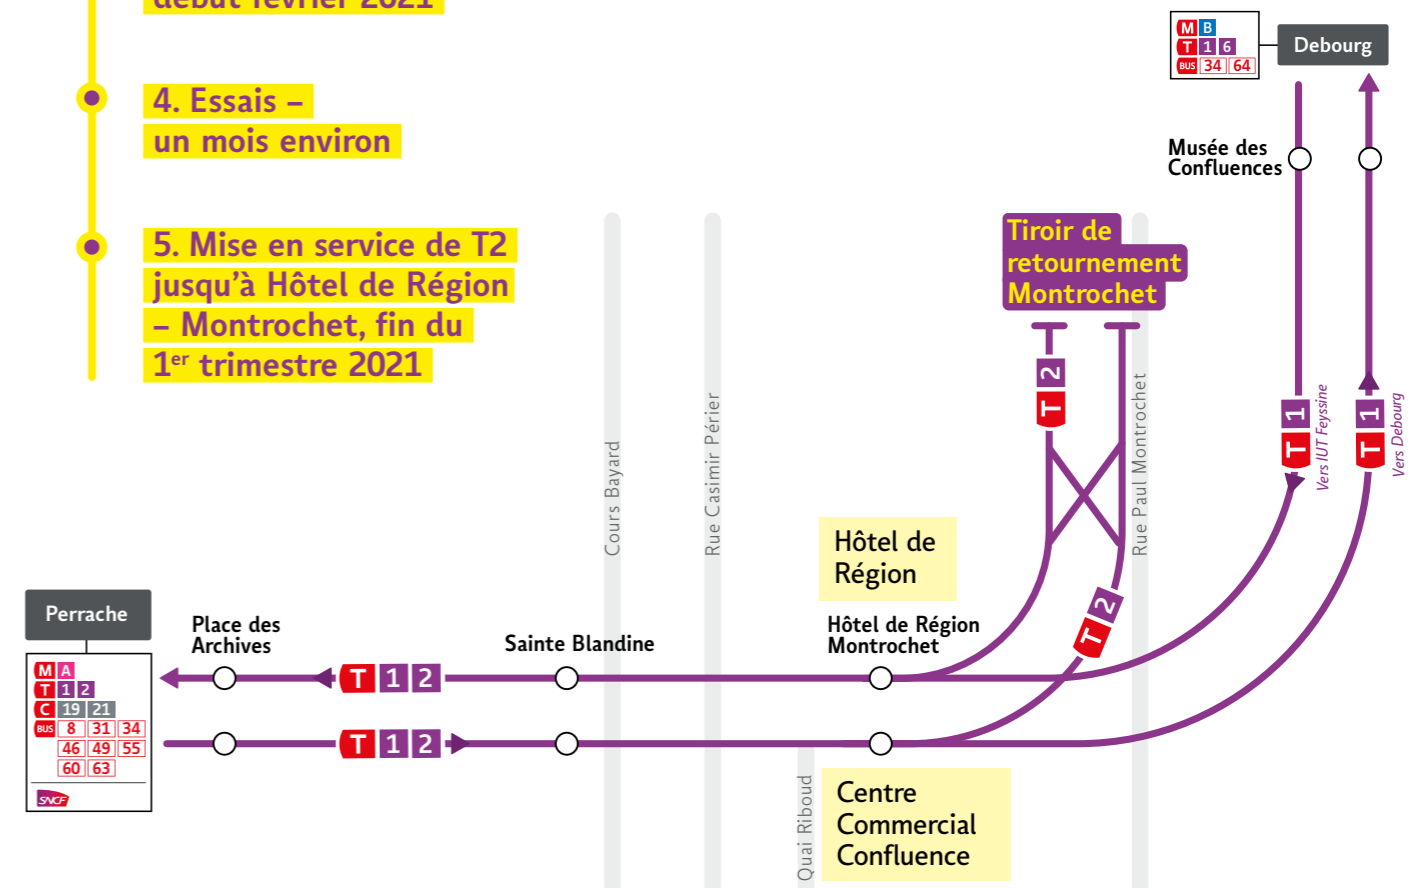 début février 2021
4. Essais –
un mois environ
5. Mise en service de T2
jusqu'à Hôtel de Région
– Montrochet, fin du
1er trimestre 2021
M B
T 1 6
BUS 34 64
Debourg
Musée des
Confluences
Tiroir de
retournement
Montrochet
T 2
T 1
Vers IUT Feyssine
T 1
Vers Debourg
Cours Bayard
Rue Casimir Périer
Rue Paul Montrochet
Hôtel de
Région
T 2
Perrache
M A
T 1 2
C 19 21
BUS 8 31 34
46 49 55
60 63
SNCF
Place des
Archives
Sainte Blandine
Hôtel de Région
Montrochet
T 1 2
T 1 2
Quai Riboud
Centre
Commercial
Confluence